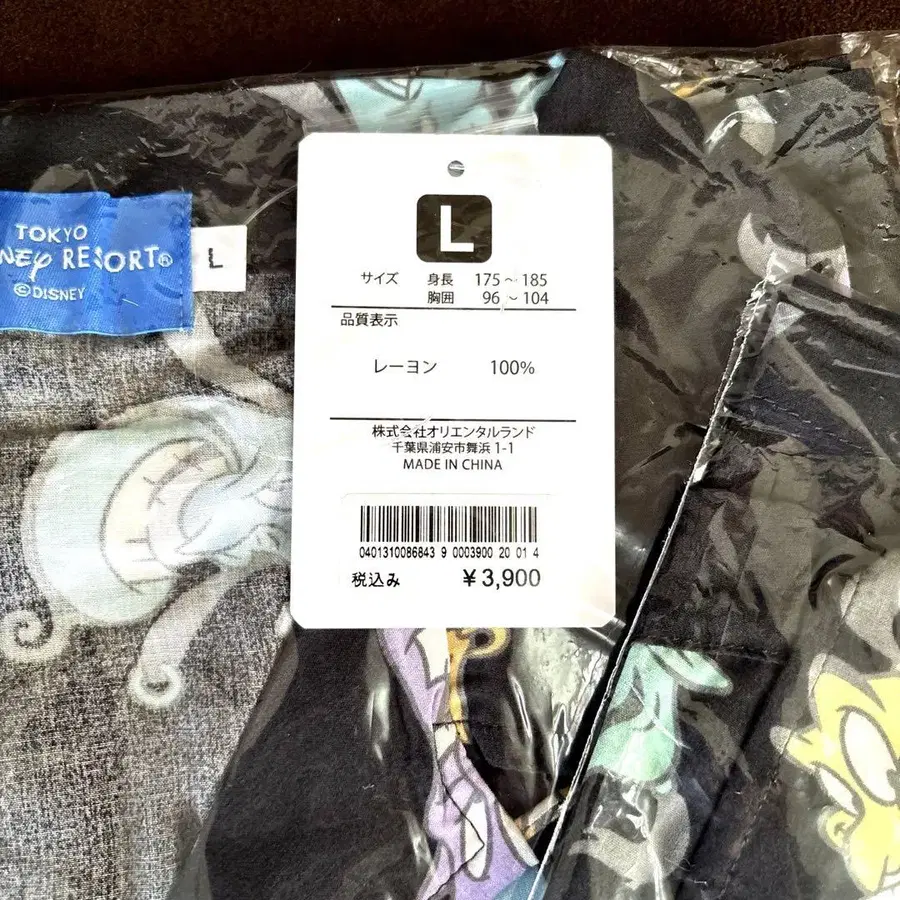 TOKYO
NEY RESORT®
©DISNEY
L
L
サイズ 身長 175～185
胸囲 96～104
品質表示
レーヨン 100%
株式会社オリエンタルランド
千葉県浦安市舞浜 1-1
MADE IN CHINA
0401310086843 9 0003900 20 01 4
税込み ¥3,900